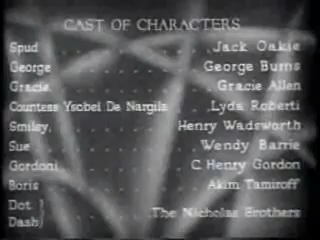 CAST OF CHARACTERS
Spud . . . . . . . . Jack Oakie
George . . . . . . . George Burns
Gracie . . . . . . . Gracie Allen
Countess Ysobel De Nargila . . Lyda Roberti
Smiley . . . . . . Henry Wadsworth
Sue . . . . . . . . Wendy Barrie
Gordoni . . . . . . C. Henry Gordon
Boris . . . . . . . Akim Tamiroff
Dot }
Dash } . . . . The Nicholas Brothers